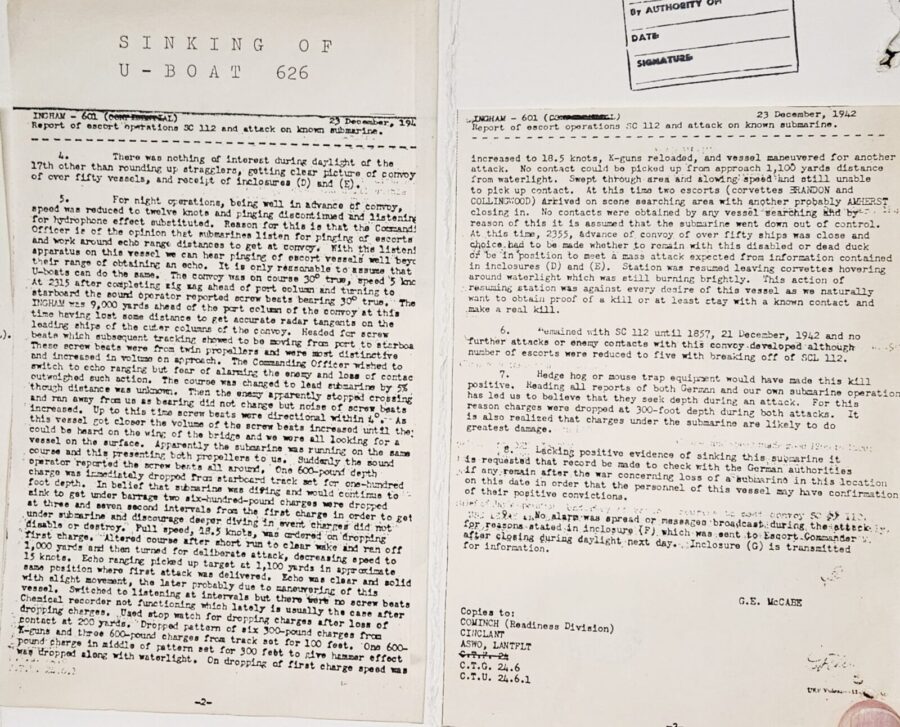 SINKING OF
U-BOAT 626
INGHAM - 601 (CONFIDENTIAL)
23 December, 194
Report of escort operations SC 112 and attack on known submarine.
4. There was nothing of interest during daylight of the
17th other than rounding up stragglers, getting clear picture of convoy
of over fifty vessels, and receipt of inclosures (D) and (E).
5. For night operations, being well in advance of convoy,
speed was reduced to twelve knots and pinging discontinued and listening
for hydrophone effect substituted. Reason for this is that the Commandi
Officer is of the opinion that submarines listen for pinging of escorts
and work around echo range distances to get at convoy. With the listeni
apparatus on this vessel we can hear pinging of escort vessels well beyo
their range of obtaining an echo. It is only reasonable to assume that
U-boats can do the same. The convoy was on course 30° true, speed 5 kno
At 2315 after completing zig zag ahead of port column and turning to
starboard the sound operator reported screw beats bearing 30° true. The
INGHAM was 9,000 yards ahead of the port column of the convoy at this
time having lost some distance to get accurate radar tangents on the
leading ships of the outer columns of the convoy. Headed for screw
beats which subsequent tracking showed to be moving from port to starboa
These screw beats were from twin propellers and were most distinctive
and increased in volume on approach. The Commanding Officer wished to
switch to echo ranging but fear of alarming the enemy and loss of contac
outweighed such action. The course was changed to lead submarine by 5%
though distance was unknown. Then the enemy apparently stopped crossing
and ran away from us as bearing did not change but noise of screw beats
increased. Up to this time screw beats were directional within 4°. As
this vessel got closer the volume of the screw beats increased until they
could be heard on the wing of the bridge and we were all looking for a
vessel on the surface. Apparently the submarine was running on the same
course and this presenting both propellers to us. Suddenly the sound
operator reported the screw beats all around. One 600-pound depth
charge was immediately dropped from starboard track set for one-hundred
foot depth. In belief that submarine was diving and would continue to
sink to get under barrage two six-hundred-pound charges were dropped
at three and seven second intervals from the first charge in order to get
under submarine and discourage deeper diving in event charges did not
disable or destroy. Full speed, 18.5 knots, was ordered on dropping
first charge. Altered course after short run to clear wake and ran off
1,000 yards and then turned for deliberate attack, decreasing speed to
15 knots. Echo ranging picked up target at 1,100 yards in approximate
same position where first attack was delivered. Echo was clear and solid
with slight movement, the later probably due to maneuvering of this
vessel. Switched to listening at intervals but there were no screw beats
Chemical recorder not functioning which lately is usually the case after
dropping charges. Used stop watch for dropping charges after loss of
contact at 200 yards. Dropped pattern of six 300-pound charges from
K-guns and three 600-pound charges from track set for 100 feet. One 600-
pound charge in middle of pattern set for 300 feet to give hammer effect
was dropped along with waterlight. On dropping of first charge speed was
-2-
).
BY AUTHORITY OF
DATE
SIGNATURE
INGHAM - 601 (CONFIDENTIAL)
23 December, 1942
Report of escort operations SC 112 and attack on known submarine.
increased to 18.5 knots, K-guns reloaded, and vessel maneuvered for another
attack. No contact could be picked up from approach 1,100 yards distance
from waterlight. Swept through area and slowing speed and still unable
to pick up contact. At this time two escorts (corvettes BRANDON and
COLLINGWOOD) arrived on scene searching area with another probably AMHERST
closing in. No contacts were obtained by any vessel searching and by
reason of this it is assumed that the submarine went down out of control.
At this time, 2355, advance of convoy of over fifty ships was close and
choice had to be made whether to remain with this disabled or dead duck
or be in position to meet a mass attack expected from information contained
in inclosures (D) and (E). Station was resumed leaving corvettes hovering
around waterlight which was still burning brightly. This action of
resuming station was against every desire of this vessel as we naturally
want to obtain proof of a kill or at least stay with a known contact and
make a real kill.
6. Remained with SC 112 until 1857, 21 December, 1942 and no
further attacks or enemy contacts with this convoy developed although
number of escorts were reduced to five with breaking off of SCL 112.
7. Hedge hog or mouse trap equipment would have made this kill
positive. Reading all reports of both German and our own submarine operation
has led us to believe that they seek depth during an attack. For this
reason charges were dropped at 300-foot depth during both attacks. It
is also realized that charges under the submarine are likely to do
greatest damage.
8. Lacking positive evidence of sinking this submarine it
is requested that record be made to check with the German authorities
if any remain after the war concerning loss of a submarine in this location
on this date in order that the personnel of this vessel may have confirmation
of their positive convictions.
No alarm was spread or messages broadcast during the attack
for reasons stated in inclosure (F) which was sent to Escort Commander
after closing during daylight next day. Inclosure (G) is transmitted
for information.
G.E. McCABE
Copies to:
COMINCH (Readiness Division)
CINCLANT
ASWO, LANTFLT
C.T.F. 24
C.T.G. 24.6
C.T.U. 24.6.1